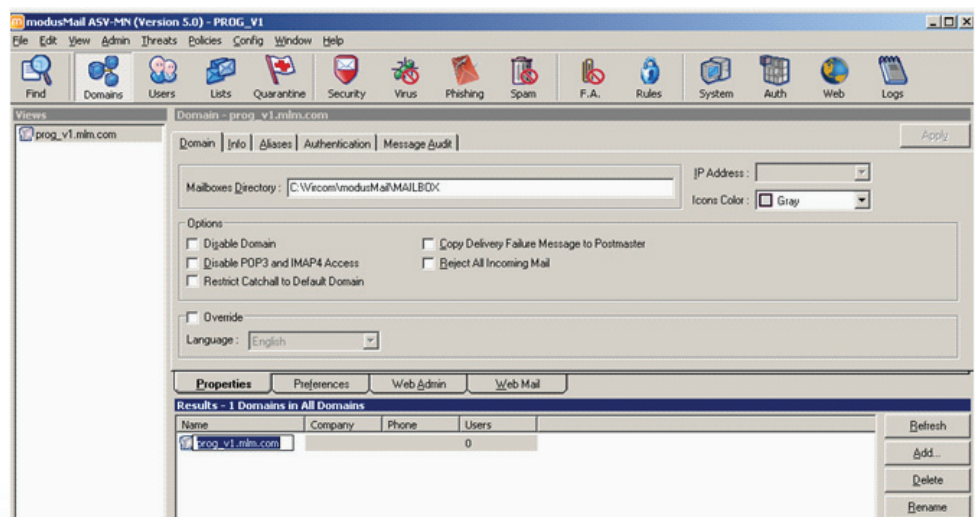 modusMail ASV-MN (Version 5.0) - PROG_V1
File Edit View Admin Threats Policies Config Window Help
Find Domains Users Lists Quarantine Security Virus Phishing Spam F.A. Rules System Auth Web Logs
Views
Domain - prog_v1.mlm.com
prog_v1.mlm.com
Domain Info Aliases Authentication Message Audit
Apply
Mailboxes Directory : C:\Vircom\modusMail\MAILBOX
IP Address :
Icons Color : Gray
Options
Disable Domain
Copy Delivery Failure Message to Postmaster
Disable POP3 and IMAP4 Access
Reject All Incoming Mail
Restrict Catchall to Default Domain
Override
Language : English
Properties Preferences Web Admin Web Mail
Results - 1 Domains in All Domains
Name Company Phone Users
prog_v1.mlm.com 0
Refresh
Add...
Delete
Rename